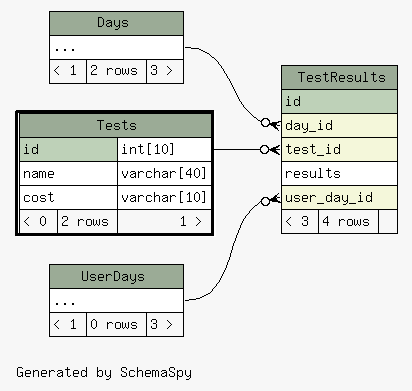 Days
...
< 1 2 rows 3 >
TestResults
id
day_id
test_id
results
user_day_id
< 3 4 rows
Tests
id int[10]
name varchar[40]
cost varchar[10]
< 0 2 rows 1 >
UserDays
...
< 1 0 rows 3 >
Generated by SchemaSpy